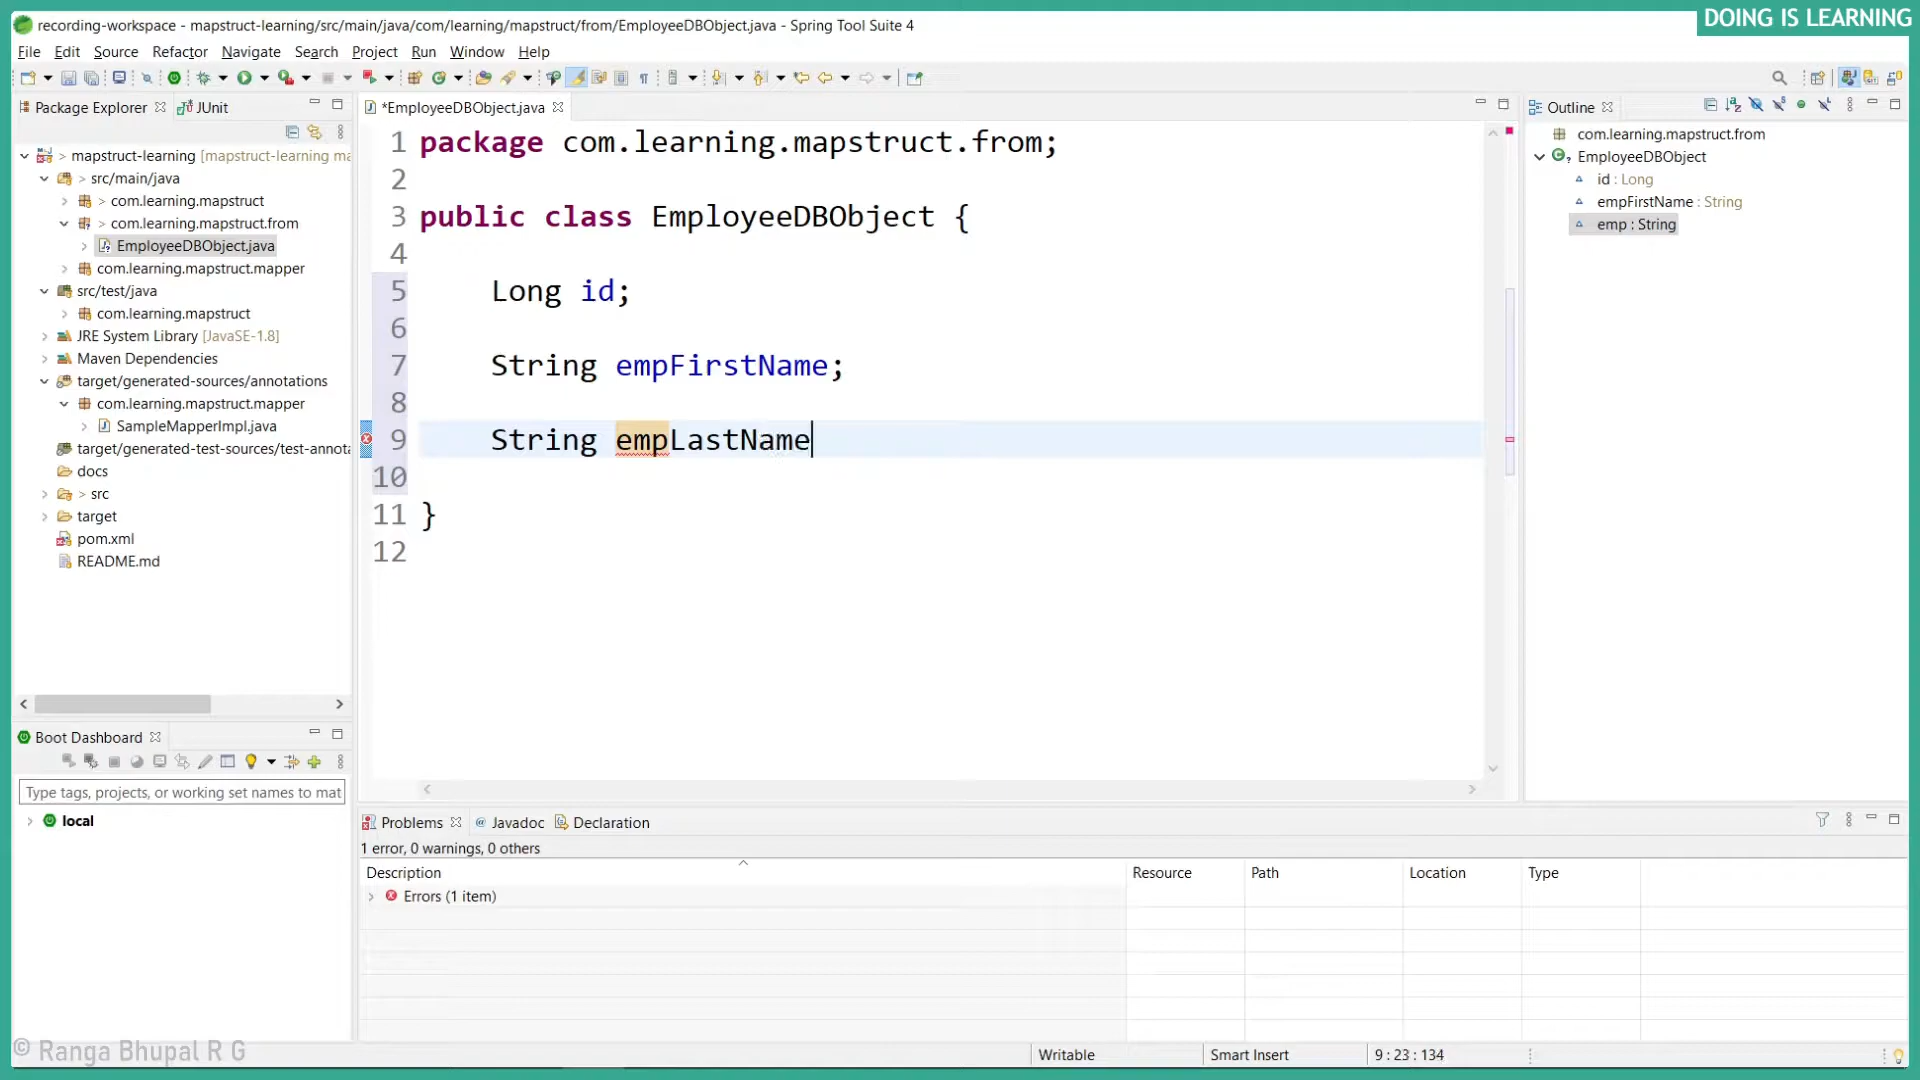 DOING IS LEARNING
recording-workspace - mapstruct-learning/src/main/java/com/learning/mapstruct/from/EmployeeDBObject.java - Spring Tool Suite 4
File Edit Source Refactor Navigate Search Project Run Window Help
Package Explorer
JUnit
mapstruct-learning [mapstruct-learning ma
> src/main/java
> com.learning.mapstruct
> com.learning.mapstruct.from
EmployeeDBObject.java
com.learning.mapstruct.mapper
src/test/java
com.learning.mapstruct
JRE System Library [JavaSE-1.8]
Maven Dependencies
target/generated-sources/annotations
com.learning.mapstruct.mapper
SampleMapperImpl.java
target/generated-test-sources/test-annota
docs
> src
target
pom.xml
README.md
*EmployeeDBObject.java
1 package com.learning.mapstruct.from;
2
3 public class EmployeeDBObject {
4
5 Long id;
6
7 String empFirstName;
8
9 String empLastName
10
11 }
12
Outline
com.learning.mapstruct.from
EmployeeDBObject
id : Long
empFirstName : String
emp : String
Boot Dashboard
Type tags, projects, or working set names to mat
local
Problems Javadoc Declaration
1 error, 0 warnings, 0 others
Description Resource Path Location Type
Errors (1 item)
Writable Smart Insert 9 : 23 : 134
© Ranga Bhupal R G